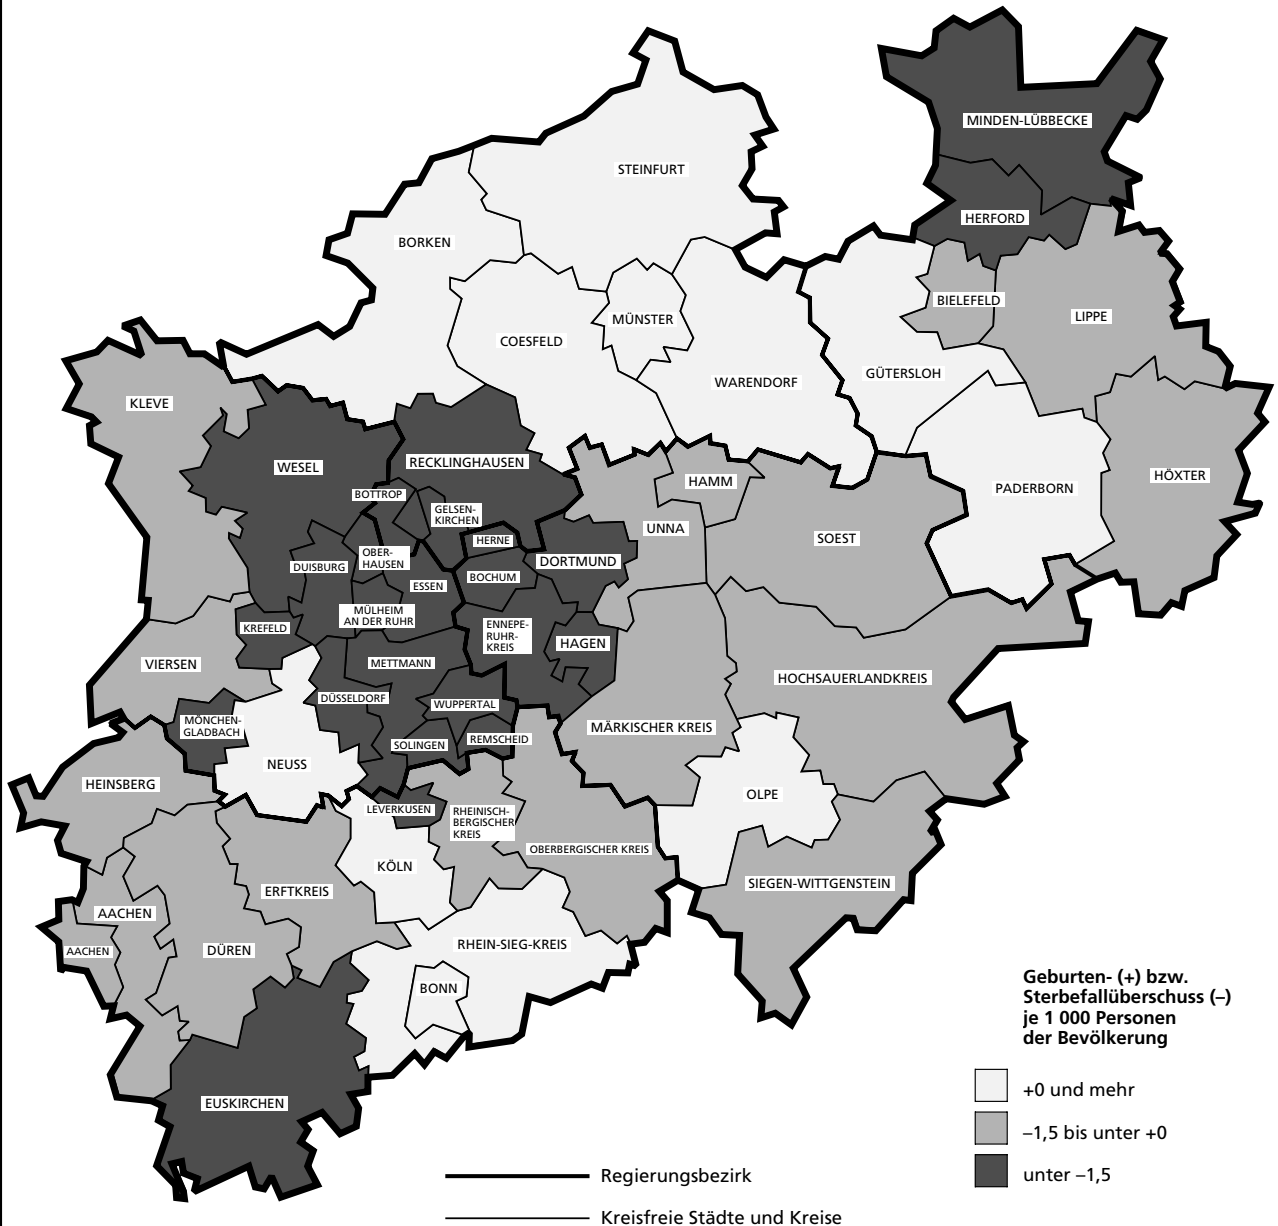 MINDEN-LÜBBECKE
STEINFURT
HERFORD
BORKEN
BIELEFELD
LIPPE
MÜNSTER
COESFELD
GÜTERSLOH
WARENDORF
KLEVE
RECKLINGHAUSEN
WESEL
HÖXTER
HAMM
PADERBORN
BOTTROP
GELSEN-
KIRCHEN
UNNA
SOEST
HERNE
OBER-
HAUSEN
DORTMUND
DUISBURG
BOCHUM
ESSEN
MÜLHEIM
AN DER RUHR
KREFELD
ENNEPE-
RUHR-
KREIS
HAGEN
VIERSEN
METTMANN
HOCHSAUERLANDKREIS
DÜSSELDORF
WUPPERTAL
MÖNCHEN-
GLADBACH
MÄRKISCHER KREIS
REMSCHEID
SOLINGEN
NEUSS
HEINSBERG
OLPE
LEVERKUSEN
RHEINISCH-
BERGISCHER
KREIS
OBERBERGISCHER KREIS
KÖLN
SIEGEN-WITTGENSTEIN
ERFTKREIS
AACHEN
RHEIN-SIEG-KREIS
AACHEN
DÜREN
BONN
EUSKIRCHEN
Geburten- (+) bzw.
Sterbefallüberschuss (–)
je 1 000 Personen
der Bevölkerung
+0 und mehr
–1,5 bis unter +0
unter –1,5
Regierungsbezirk
Kreisfreie Städte und Kreise